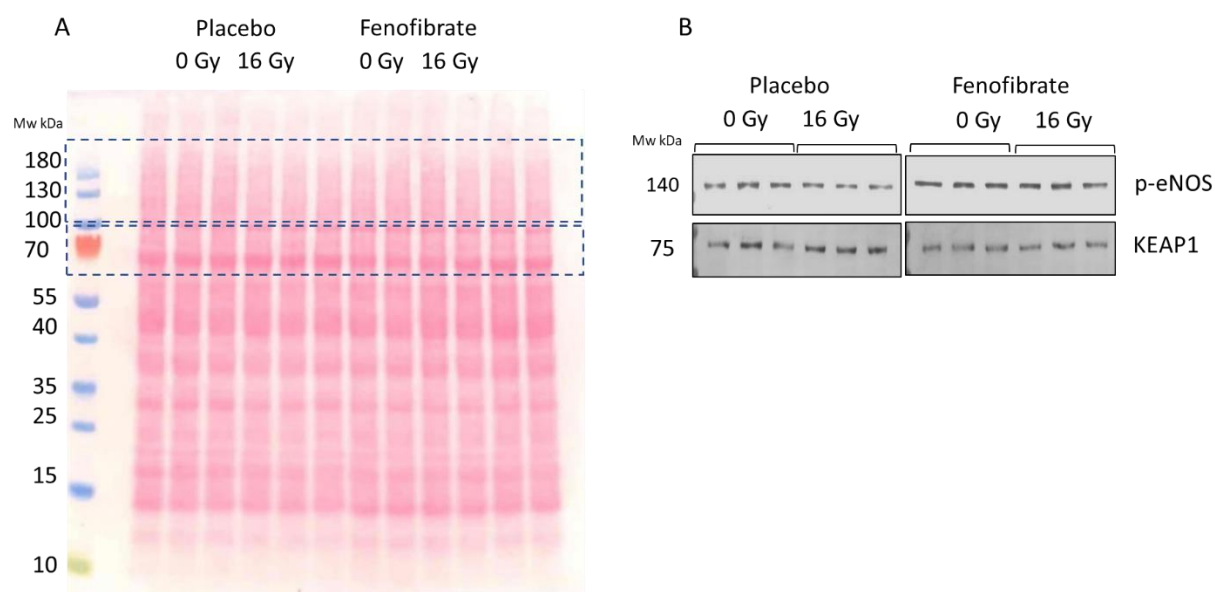 A
Placebo Fenofibrate
0 Gy 16 Gy 0 Gy 16 Gy
Mw kDa
180
130
100
70
55
40
35
25
15
10
B
Placebo Fenofibrate
0 Gy 16 Gy 0 Gy 16 Gy
Mw kDa
140 p-eNOS
75 KEAP1